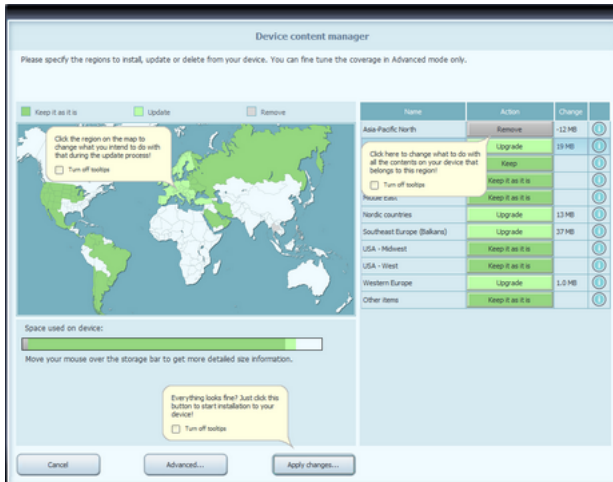 Device content manager
Please specify the regions to install, update or delete from your device. You can fine tune the coverage in Advanced mode only.
Keep it as it is
Update
Remove
Click the region on the map to
change what you intend to do with
that during the update process!
Turn off tooltips
Name Action Change
Asia-Pacific North Remove -12 MB
Upgrade 19 MB
Click here to change what to do with
all the contents on your device that
belongs to this region!
Turn off tooltips
Keep
Keep it as it is
Middle East Keep it as it is
Nordic countries Upgrade 13 MB
Southeast Europe (Balkans) Upgrade 37 MB
USA - Midwest Keep it as it is
USA - West Keep it as it is
Western Europe Upgrade 1.0 MB
Other items Keep it as it is
Space used on device:
Move your mouse over the storage bar to get more detailed size information.
Everything looks fine? Just click this
button to start installation to your
device!
Turn off tooltips
Cancel
Advanced...
Apply changes...